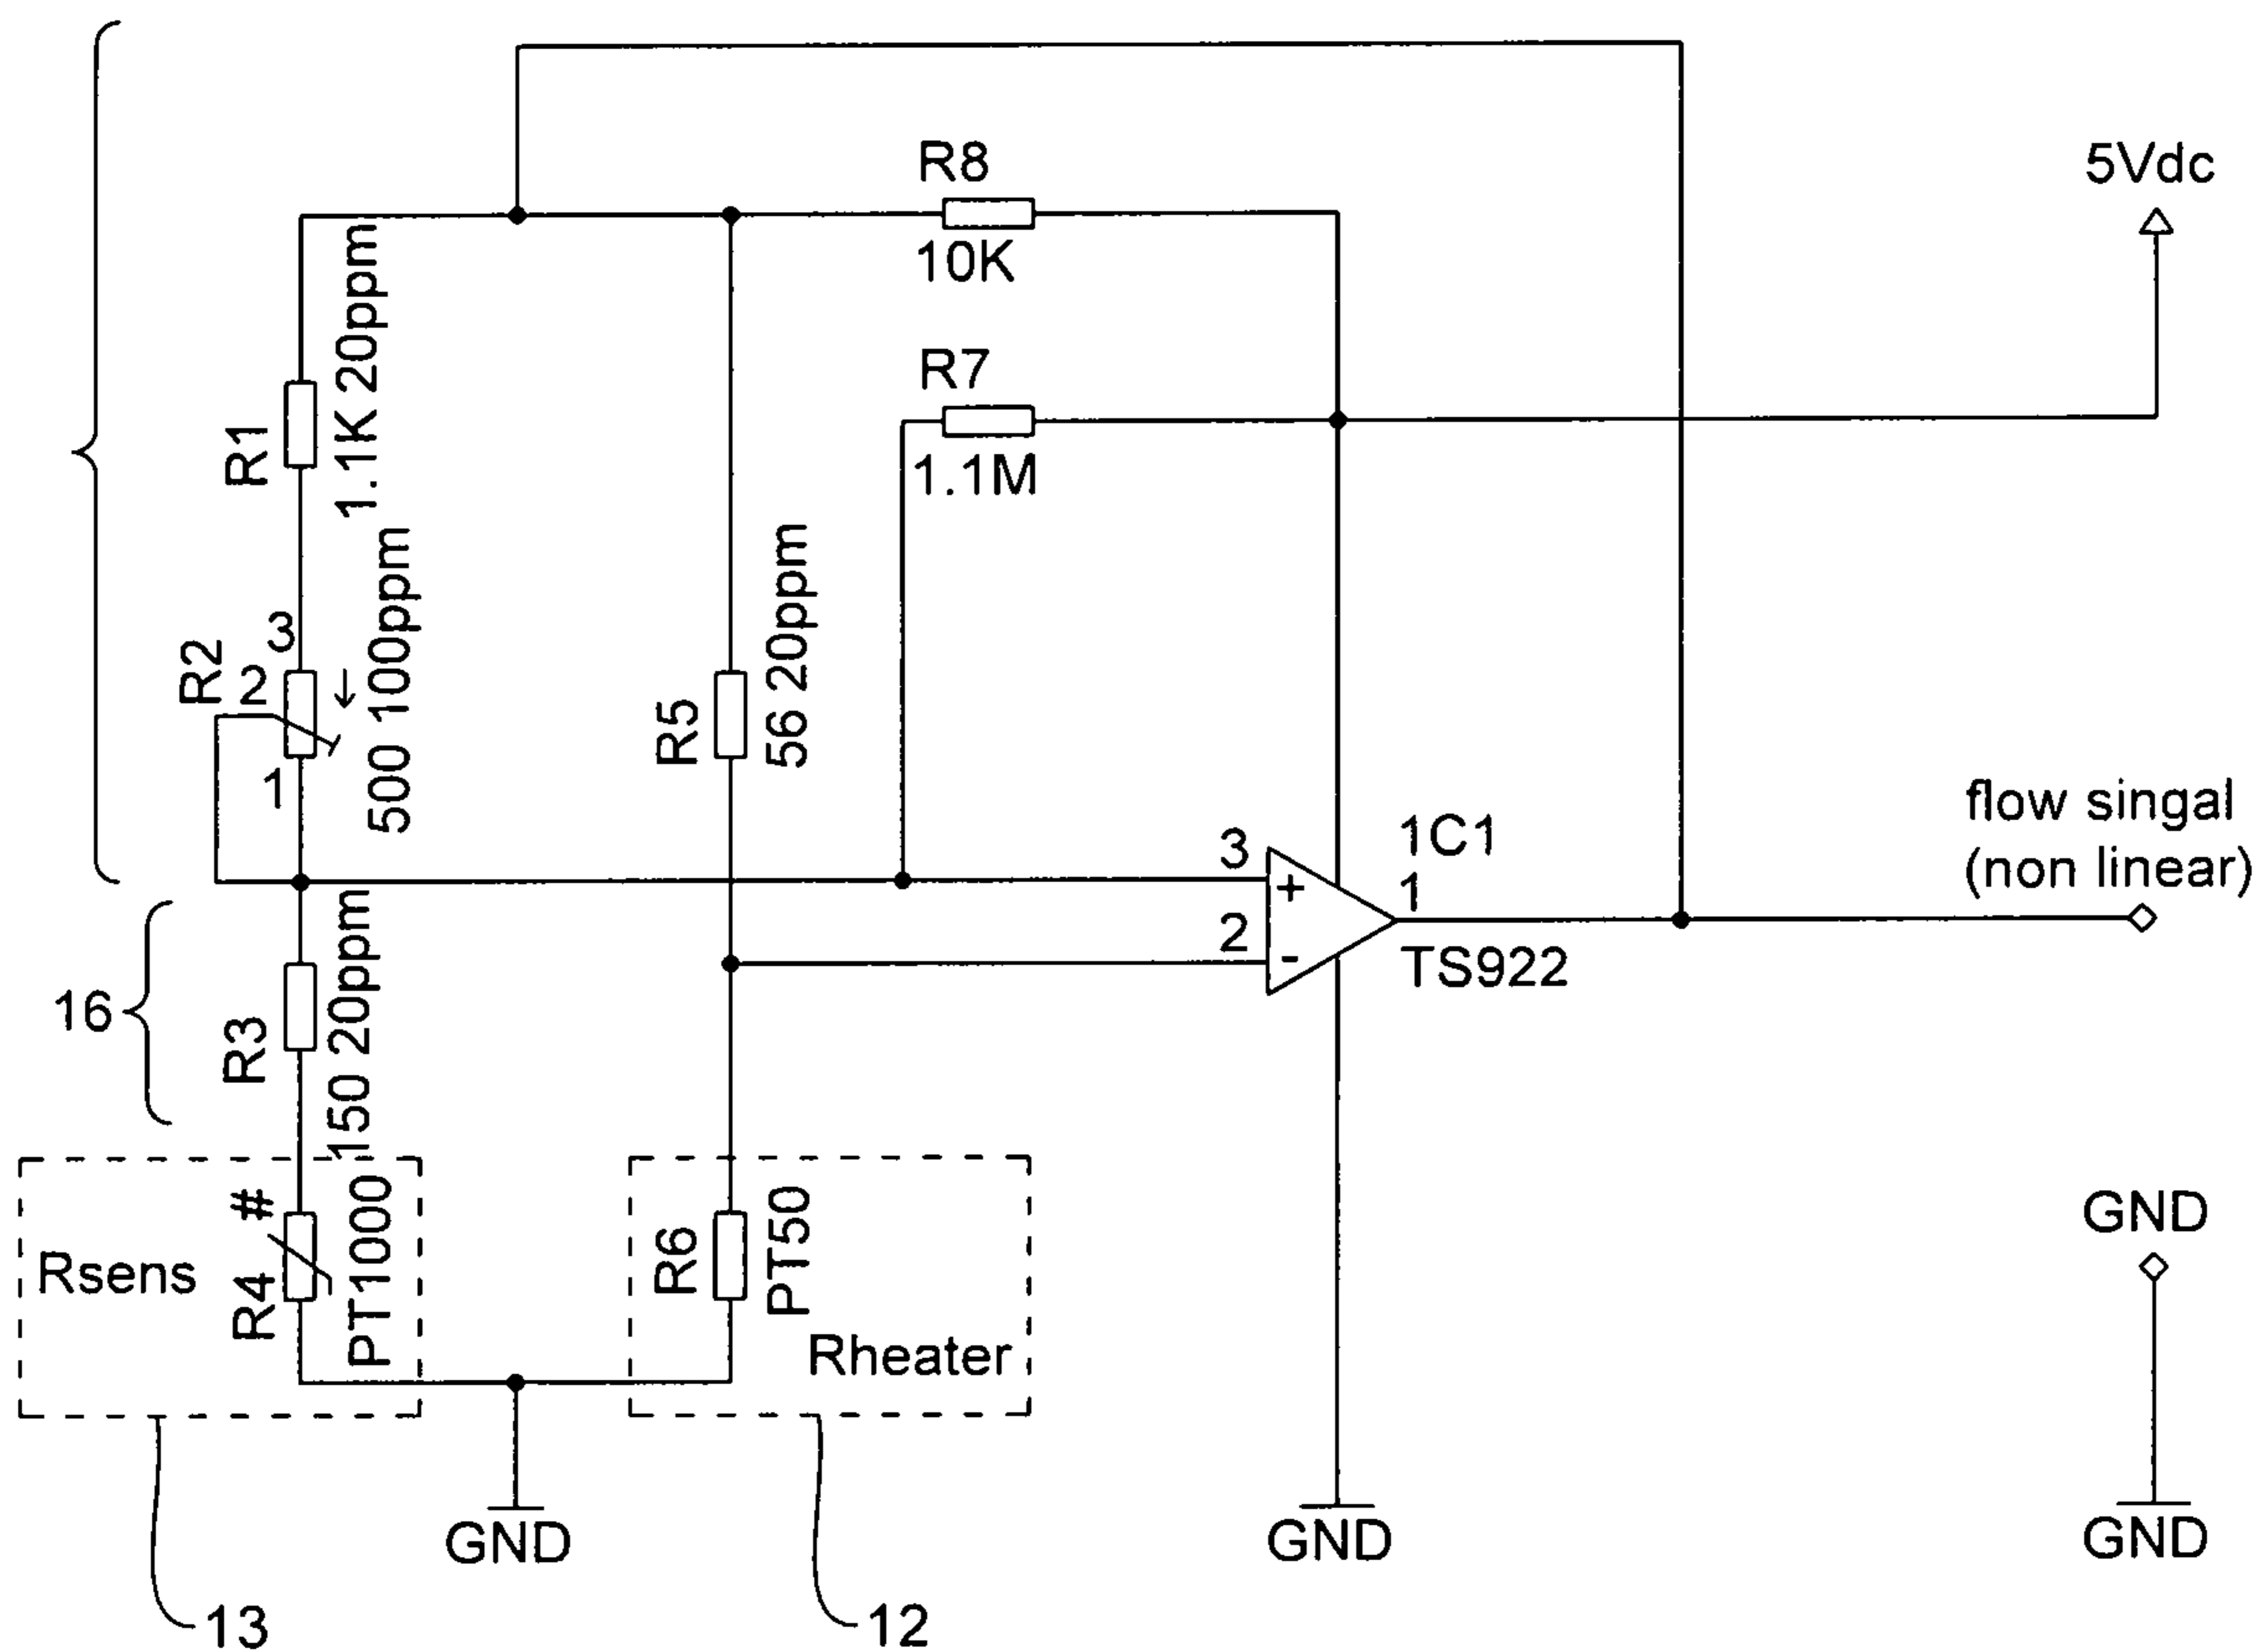 R8
10K
5Vdc
R7
1.1M
R1
1.1K 20ppm
R2
3
2
1
500 100ppm
R5
56 20ppm
3
+
2
-
1C1
1
TS922
flow singal
(non linear)
16
R3
150 20ppm
Rsens
R4
#
PT1000
R6
PT50
Rheater
GND
GND
GND
GND
13
12